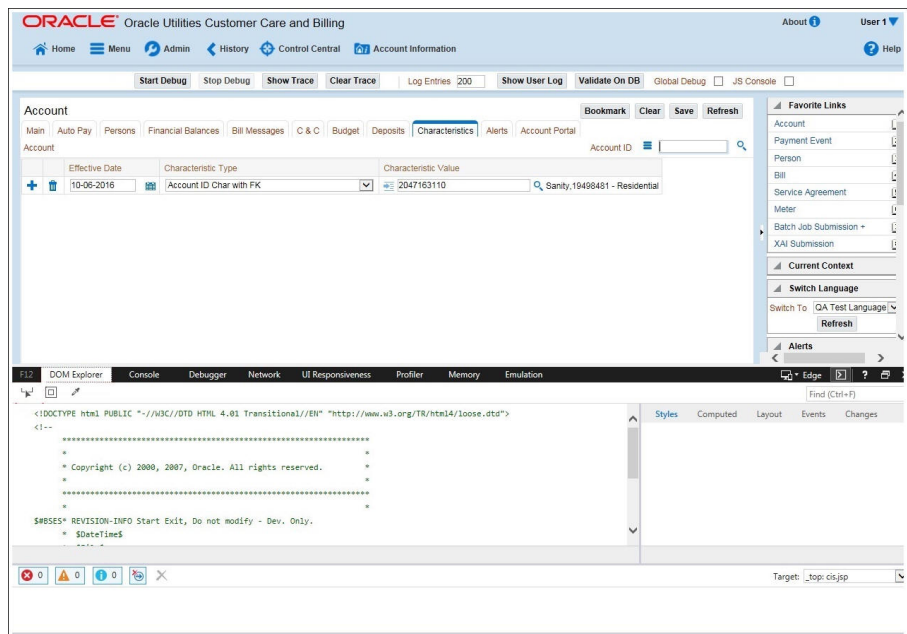 ORACLE® Oracle Utilities Customer Care and Billing
About User 1
Home Menu Admin History Control Central Account Information Help
Start Debug Stop Debug Show Trace Clear Trace Log Entries 200 Show User Log Validate On DB Global Debug JS Console
Account
Bookmark Clear Save Refresh
Main Auto Pay Persons Financial Balances Bill Messages C & C Budget Deposits Characteristics Alerts Account Portal
Account
Account ID
Effective Date Characteristic Type Characteristic Value
10-06-2016 Account ID Char with FK 2047163110 Sanity,19498481 - Residential
Favorite Links
Account
Payment Event
Person
Bill
Service Agreement
Meter
Batch Job Submission +
XAI Submission
Current Context
Switch Language
Switch To QA Test Language
Refresh
Alerts
F12 DOM Explorer Console Debugger Network UI Responsiveness Profiler Memory Emulation Edge ?
Find (Ctrl+F)
<!DOCTYPE html PUBLIC "-//W3C//DTD HTML 4.01 Transitional//EN" "http://www.w3.org/TR/html4/loose.dtd">
<!--
********************************************************************
* *
* Copyright (c) 2000, 2007, Oracle. All rights reserved. *
* *
********************************************************************
* *
$#BSES* REVISION-INFO Start Exit, Do not modify - Dev. Only.
* $DateTime$
Styles Computed Layout Events Changes
0 0 0
Target: _top: cis.jsp